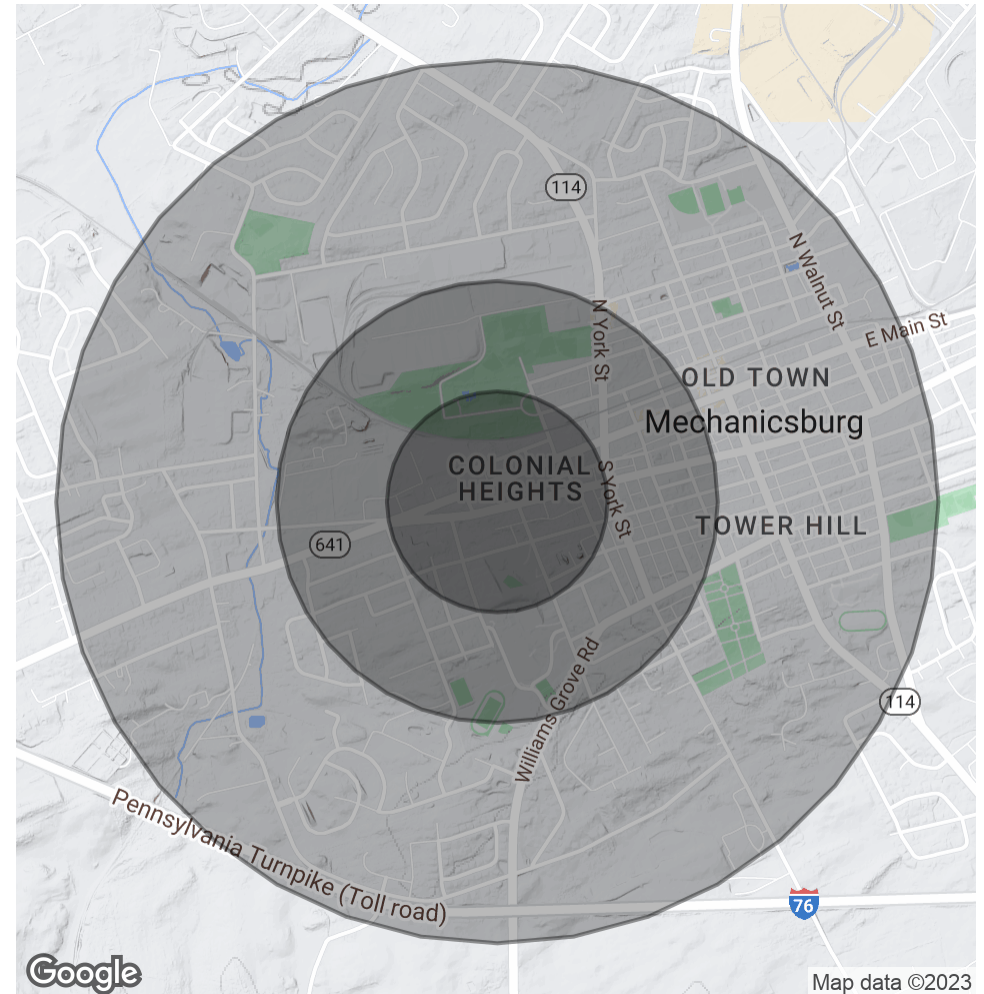 114
N Walnut St
E Main St
N York St
OLD TOWN
Mechanicsburg
COLONIAL
HEIGHTS
S York St
TOWER HILL
641
Williams Grove Rd
114
Pennsylvania Turnpike (Toll road)
76
Google
Map data ©2023